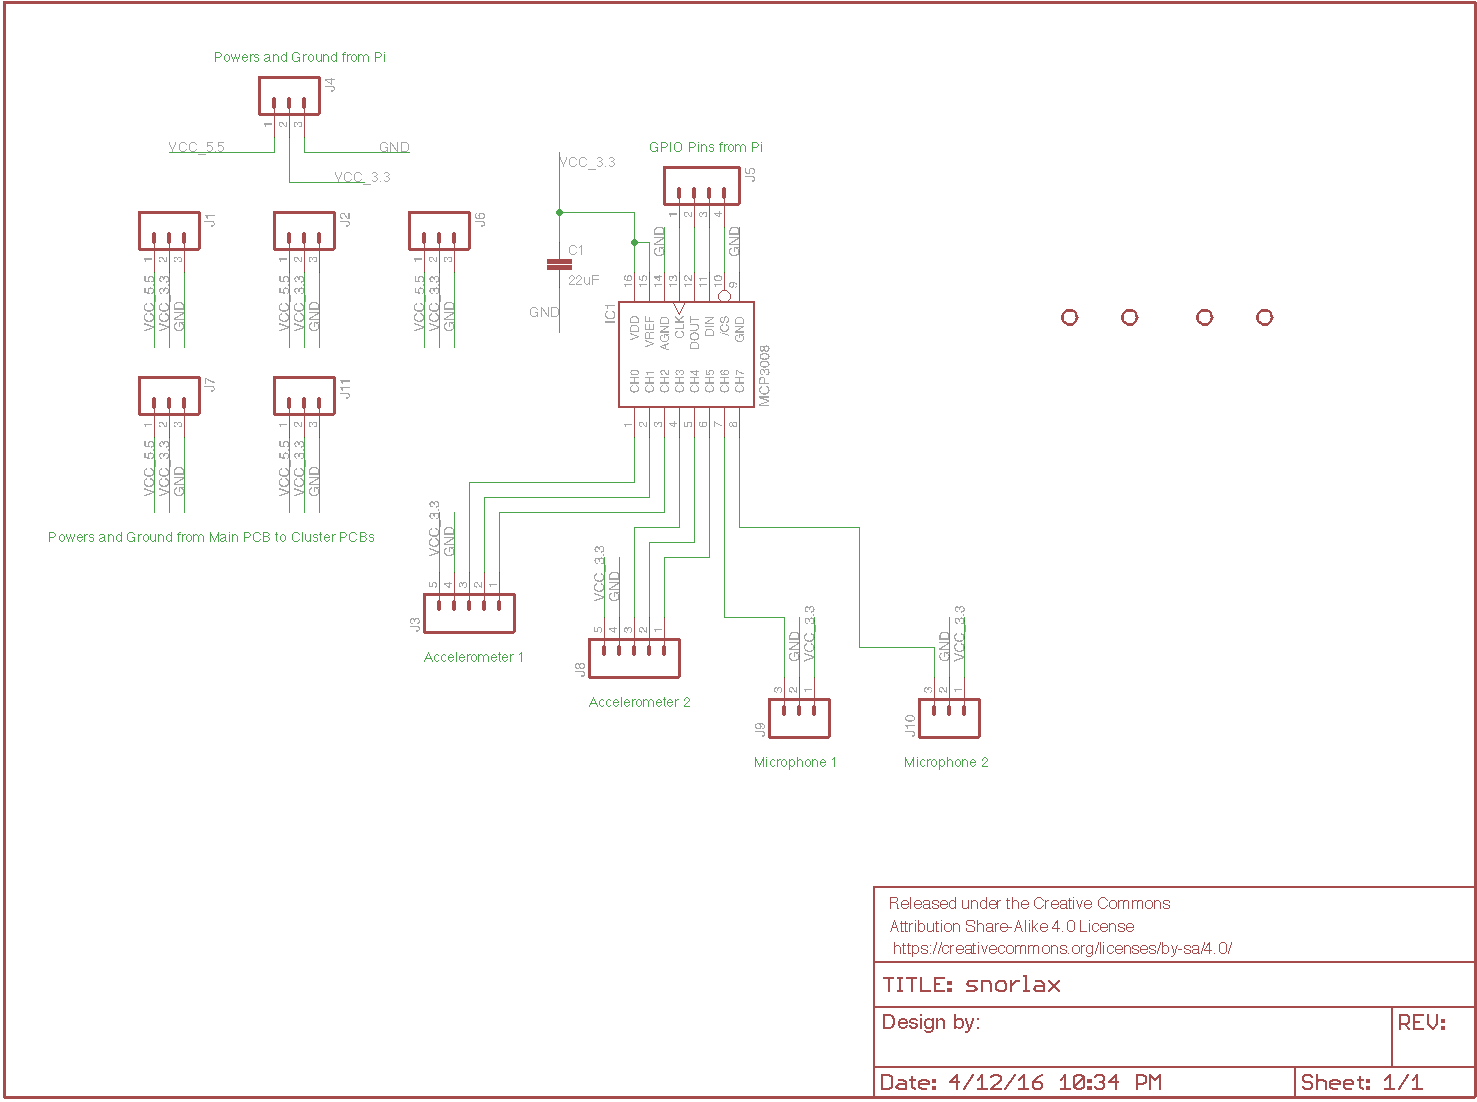 Powers and Ground from Pi
J4
1 2 3
VCC_5.5
GND
VCC_3.3
GPIO Pins from Pi
J5
1 2 3 4
VCC_3.3
GND
GND
C1
22uF
GND
J1
1 2 3
VCC_5.5
VCC_3.3
GND
J2
1 2 3
VCC_5.5
VCC_3.3
GND
J6
1 2 3
VCC_5.5
VCC_3.3
GND
IC1
16 15 14 13 12 11 10 9
VDD VREF AGND CLK DOUT DIN /CS GND
CH0 CH1 CH2 CH3 CH4 CH5 CH6 CH7
MCP3008
1 2 3 4 5 6 7 8
J7
1 2 3
VCC_5.5
VCC_3.3
GND
J11
1 2 3
VCC_5.5
VCC_3.3
GND
Powers and Ground from Main PCB to Cluster PCBs
VCC_3.3
GND
5 4 3 2 1
J3
Accelerometer 1
VCC_3.3
GND
5 4 3 2 1
J8
Accelerometer 2
GND
VCC_3.3
3 2 1
J9
Microphone 1
GND
VCC_3.3
3 2 1
J10
Microphone 2
Released under the Creative Commons
Attribution Share-Alike 4.0 License
https://creativecommons.org/licenses/by-sa/4.0/
TITLE: snorlax
Design by:
REV:
Date: 4/12/16 10:34 PM
Sheet: 1/1